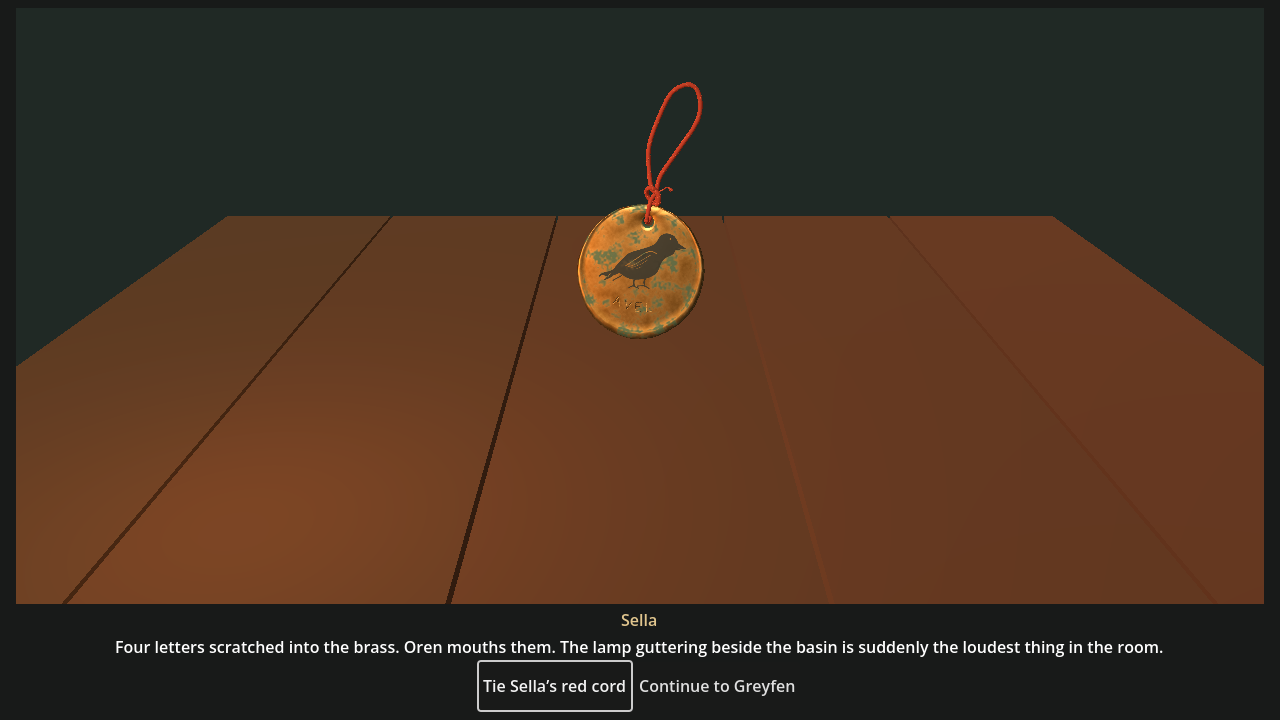 AVEL
Sella
Four letters scratched into the brass. Oren mouths them. The lamp guttering beside the basin is suddenly the loudest thing in the room.
Tie Sella’s red cord
Continue to Greyfen